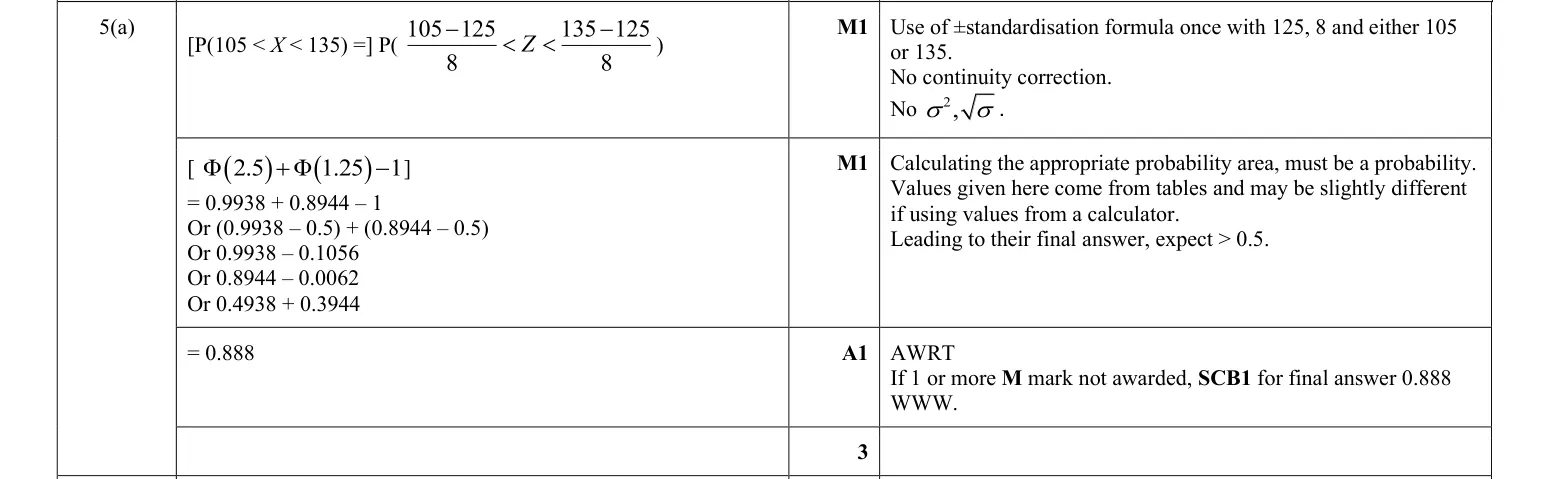 5(a)
[P(105 < X < 135) =] P( (105 − 125)/8 < Z < (135 − 125)/8 )
M1
Use of ±standardisation formula once with 125, 8 and either 105
or 135.
No continuity correction.
No σ², √σ .
[ Φ(2.5)+Φ(1.25)−1]
= 0.9938 + 0.8944 – 1
Or (0.9938 – 0.5) + (0.8944 – 0.5)
Or 0.9938 – 0.1056
Or 0.8944 – 0.0062
Or 0.4938 + 0.3944
M1
Calculating the appropriate probability area, must be a probability.
Values given here come from tables and may be slightly different
if using values from a calculator.
Leading to their final answer, expect > 0.5.
= 0.888
A1
AWRT
If 1 or more M mark not awarded, SCB1 for final answer 0.888
WWW.
3